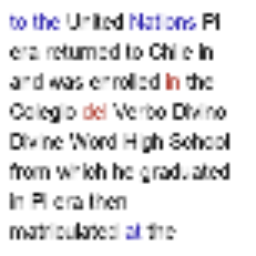 to the United Nations Pi
era returned to Chile in
and was enrolled in the
Colegio del Verbo Divino
Divine Word High School
from which he graduated
in Pi era then
matriculated at the